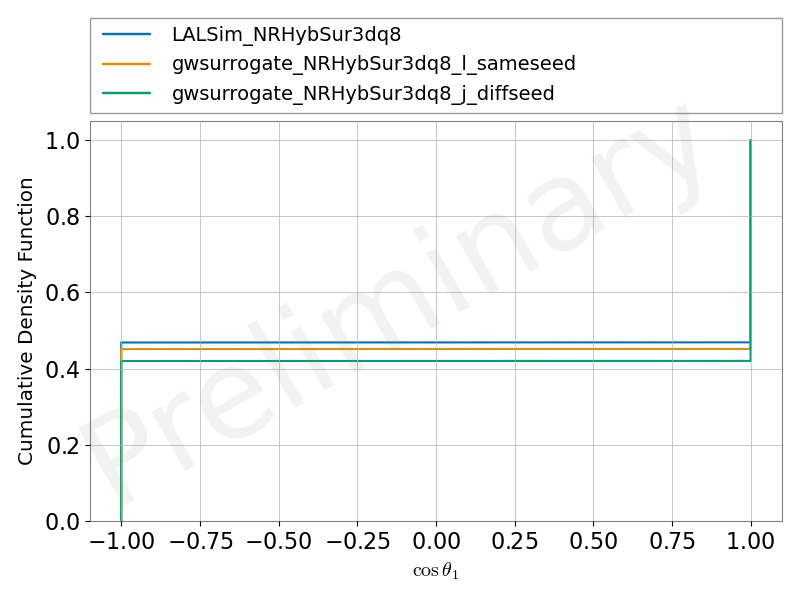 LALSim_NRHybSur3dq8
gwsurrogate_NRHybSur3dq8_l_sameseed
gwsurrogate_NRHybSur3dq8_j_diffseed
Preliminary
Cumulative Density Function
1.0
0.8
0.6
0.4
0.2
0.0
−1.00 −0.75 −0.50 −0.25 0.00 0.25 0.50 0.75 1.00
cos θ₁